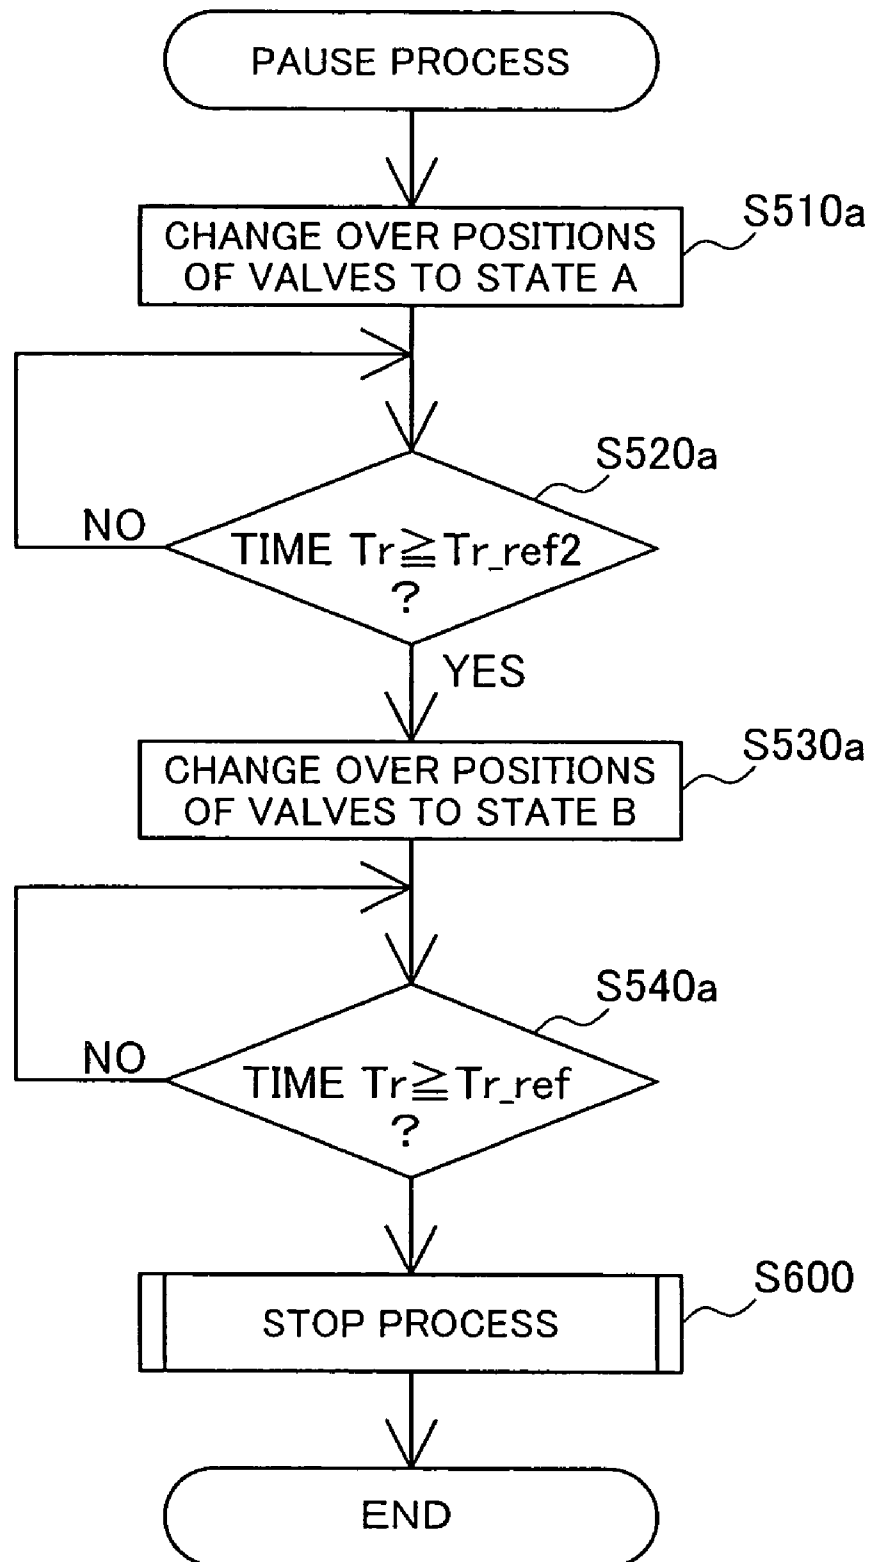 PAUSE PROCESS
S510a
CHANGE OVER POSITIONS
OF VALVES TO STATE A
S520a
NO
TIME Tr≧Tr_ref2
?
YES
S530a
CHANGE OVER POSITIONS
OF VALVES TO STATE B
S540a
NO
TIME Tr≧Tr_ref
?
S600
STOP PROCESS
END